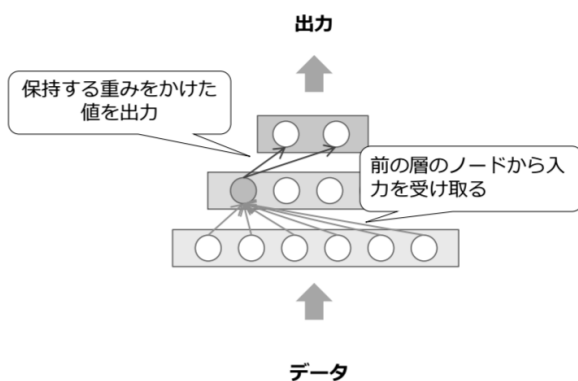 出力
保持する重みをかけた
値を出力
前の層のノードから入
力を受け取る
データ